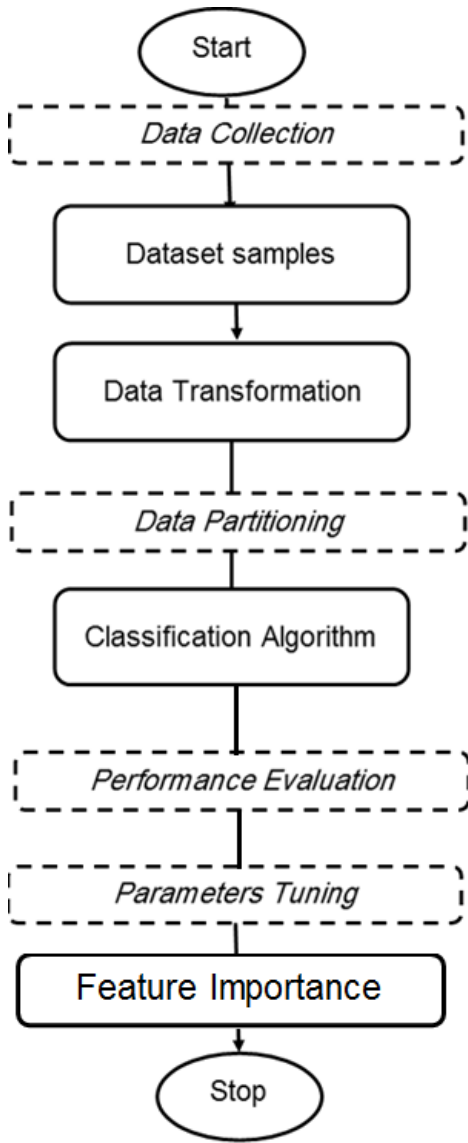 Start
Data Collection
Dataset samples
Data Transformation
Data Partitioning
Classification Algorithm
Performance Evaluation
Parameters Tuning
Feature Importance
Stop